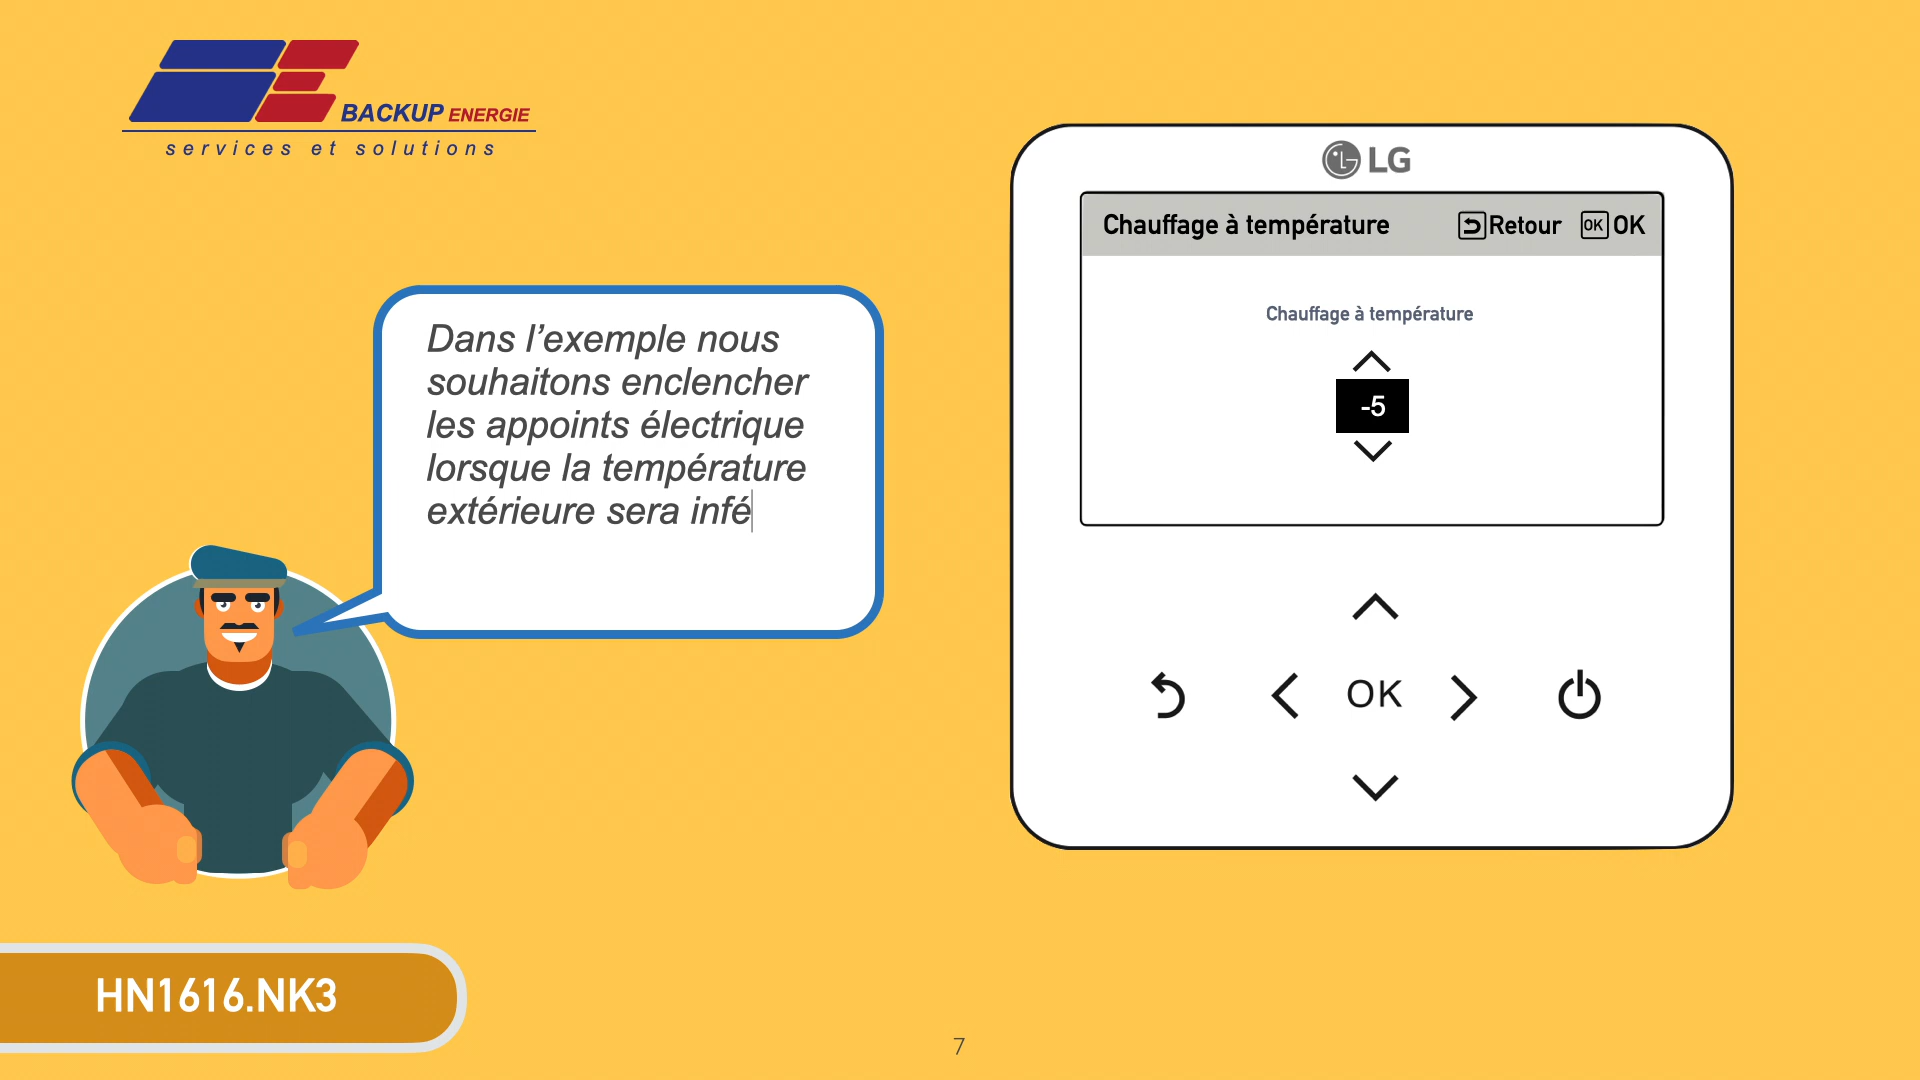 BACKUP ENERGIE
services et solutions
LG
Chauffage à température Retour OK OK
Chauffage à température
-5
Dans l’exemple nous
souhaitons enclencher
les appoints électrique
lorsque la température
extérieure sera infé
OK
HN1616.NK3
7